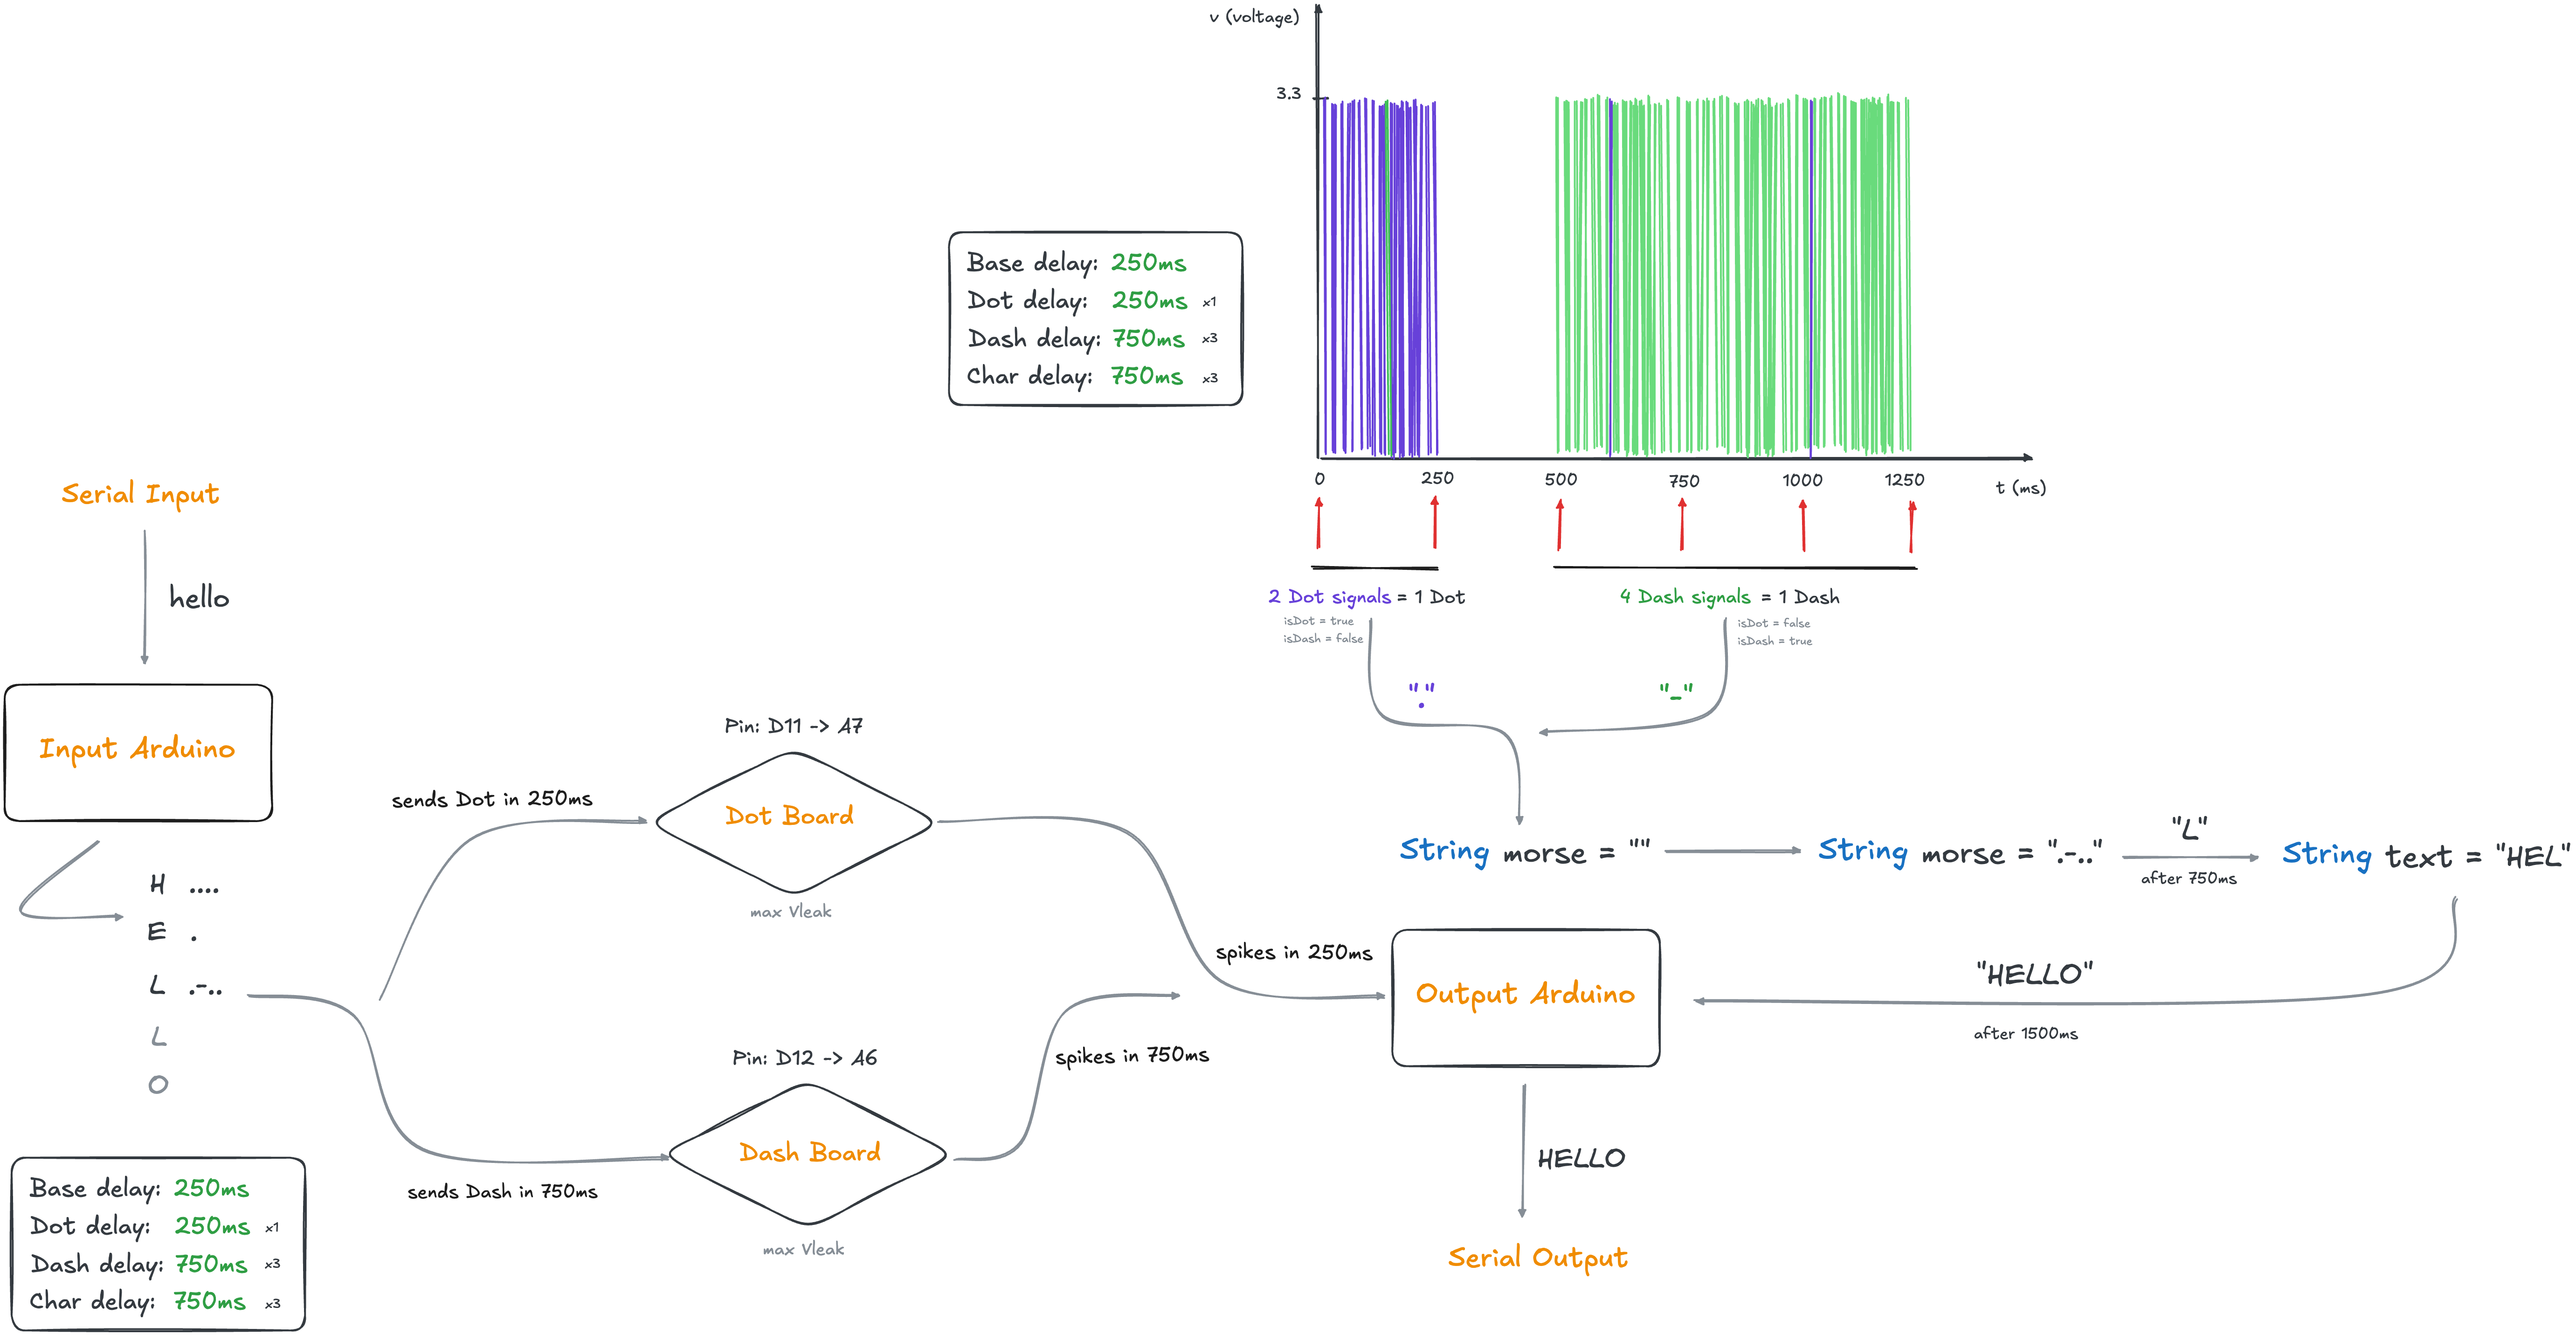 v (voltage)
3.3
0
250
500
750
1000
1250
t (ms)
Base delay: 250ms
Dot delay: 250ms x1
Dash delay: 750ms x3
Char delay: 750ms x3
2 Dot signals = 1 Dot
isDot = true
isDash = false
4 Dash signals = 1 Dash
isDot = false
isDash = true
"."
"-"
Serial Input
hello
Input Arduino
H ....
E .
L .-..
L
O
Base delay: 250ms
Dot delay: 250ms x1
Dash delay: 750ms x3
Char delay: 750ms x3
sends Dot in 250ms
Pin: D11 -> A7
Dot Board
max Vleak
sends Dash in 750ms
Pin: D12 -> A6
Dash Board
max Vleak
spikes in 250ms
spikes in 750ms
String morse = ""
String morse = ".-.."
"L"
after 750ms
String text = "HEL"
Output Arduino
"HELLO"
after 1500ms
HELLO
Serial Output